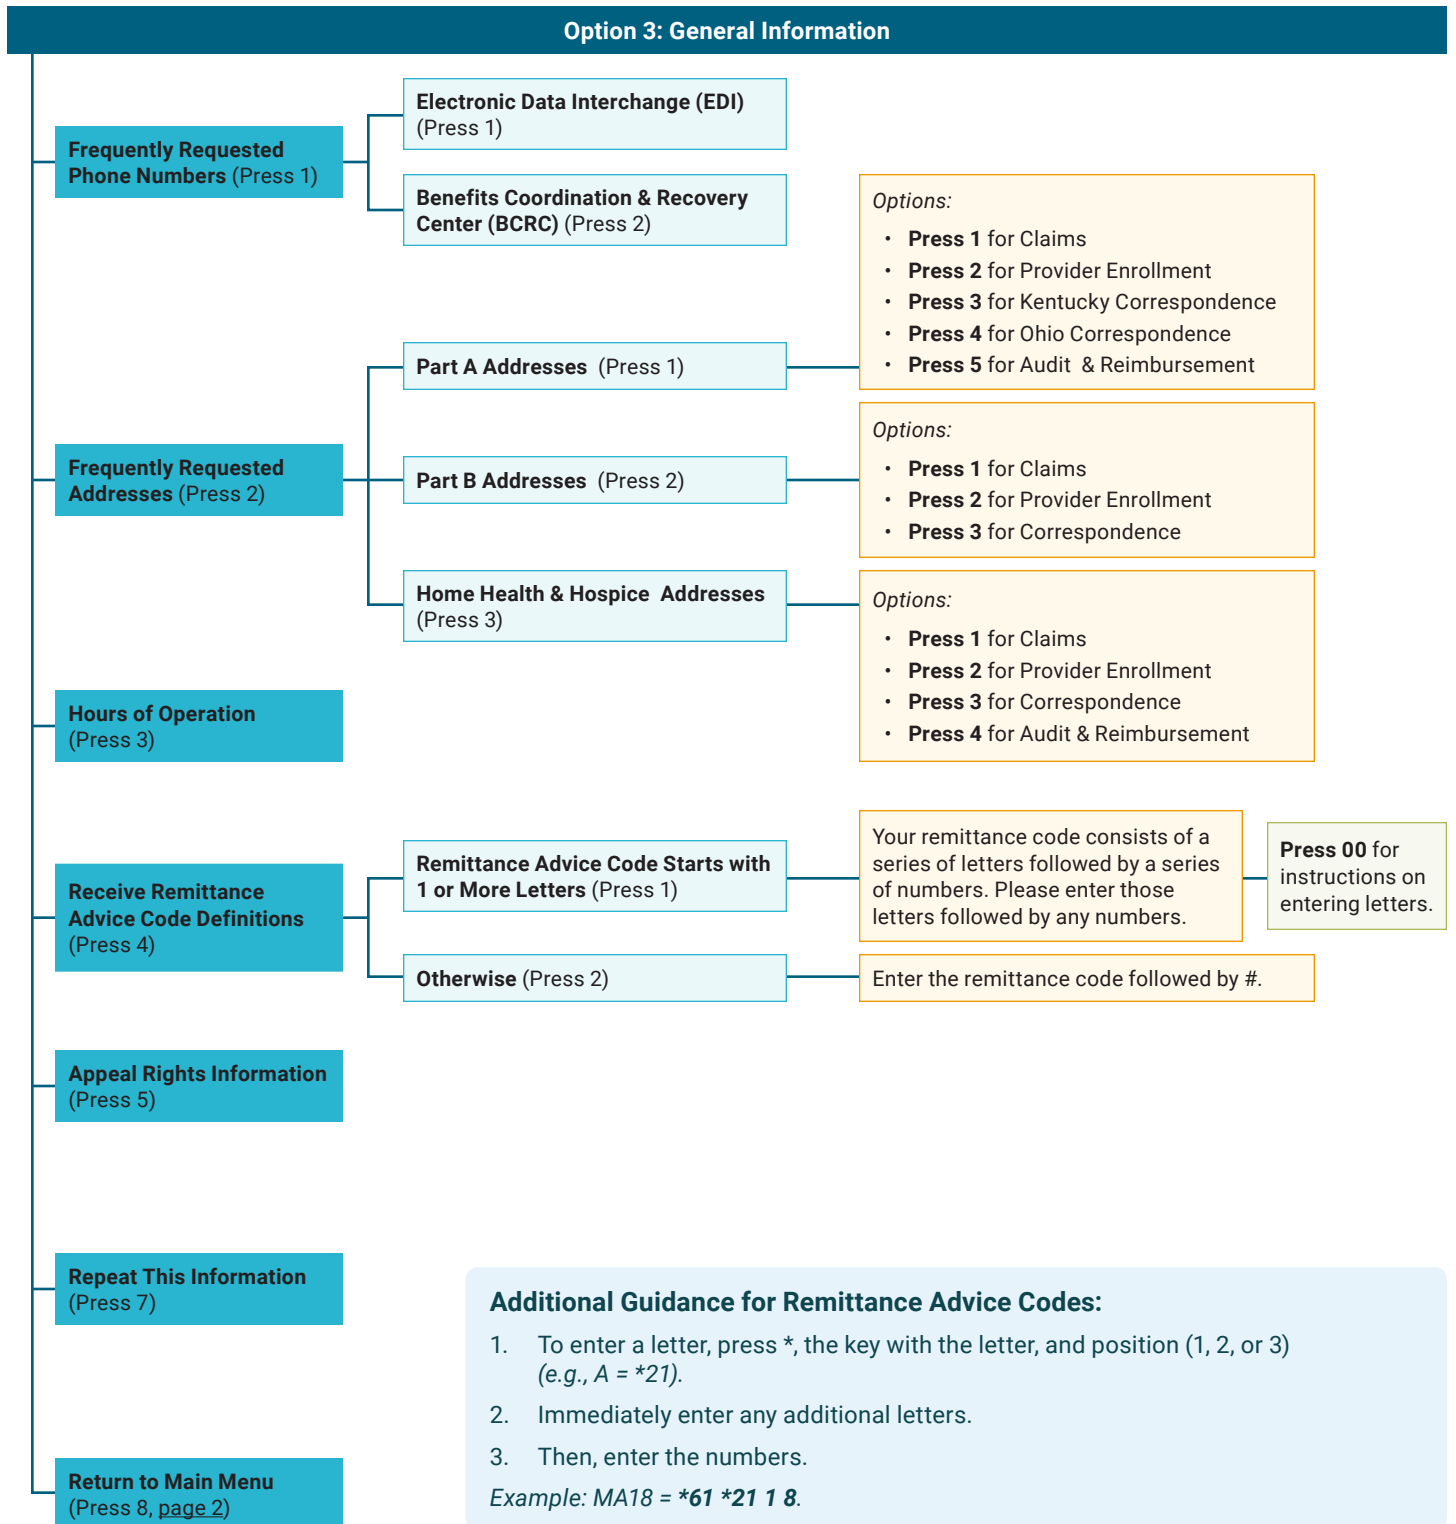 Option 3: General Information
Frequently Requested
Phone Numbers (Press 1)
Electronic Data Interchange (EDI)
(Press 1)
Benefits Coordination & Recovery
Center (BCRC) (Press 2)
Frequently Requested
Addresses (Press 2)
Part A Addresses (Press 1)
Options:
• Press 1 for Claims
• Press 2 for Provider Enrollment
• Press 3 for Kentucky Correspondence
• Press 4 for Ohio Correspondence
• Press 5 for Audit & Reimbursement
Part B Addresses (Press 2)
Options:
• Press 1 for Claims
• Press 2 for Provider Enrollment
• Press 3 for Correspondence
Home Health & Hospice Addresses
(Press 3)
Options:
• Press 1 for Claims
• Press 2 for Provider Enrollment
• Press 3 for Correspondence
• Press 4 for Audit & Reimbursement
Hours of Operation
(Press 3)
Receive Remittance
Advice Code Definitions
(Press 4)
Remittance Advice Code Starts with
1 or More Letters (Press 1)
Your remittance code consists of a
series of letters followed by a series
of numbers. Please enter those
letters followed by any numbers.
Press 00 for
instructions on
entering letters.
Otherwise (Press 2)
Enter the remittance code followed by #.
Appeal Rights Information
(Press 5)
Repeat This Information
(Press 7)
Return to Main Menu
(Press 8, page 2)
Additional Guidance for Remittance Advice Codes:
1. To enter a letter, press *, the key with the letter, and position (1, 2, or 3)
(e.g., A = *21).
2. Immediately enter any additional letters.
3. Then, enter the numbers.
Example: MA18 = *61 *21 1 8.